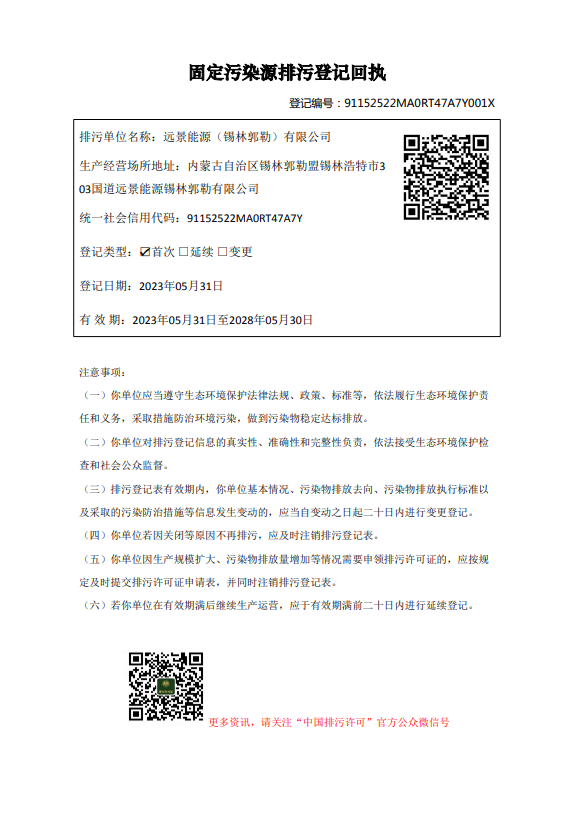 固定污染源排污登记回执
登记编号：91152522MA0RT47A7Y001X
排污单位名称：远景能源（锡林郭勒）有限公司
生产经营场所地址：内蒙古自治区锡林郭勒盟锡林浩特市3
03国道远景能源锡林郭勒有限公司
统一社会信用代码：91152522MA0RT47A7Y
登记类型：☑首次 □延续 □变更
登记日期：2023年05月31日
有 效 期：2023年05月31日至2028年05月30日
注意事项：
（一）你单位应当遵守生态环境保护法律法规、政策、标准等，依法履行生态环境保护责
任和义务，采取措施防治环境污染，做到污染物稳定达标排放。
（二）你单位对排污登记信息的真实性、准确性和完整性负责，依法接受生态环境保护检
查和社会公众监督。
（三）排污登记表有效期内，你单位基本情况、污染物排放去向、污染物排放执行标准以
及采取的污染防治措施等信息发生变动的，应当自变动之日起二十日内进行变更登记。
（四）你单位若因关闭等原因不再排污，应及时注销排污登记表。
（五）你单位因生产规模扩大、污染物排放量增加等情况需要申领排污许可证的，应按规
定及时提交排污许可证申请表，并同时注销排污登记表。
（六）若你单位在有效期满后继续生产运营，应于有效期满前二十日内进行延续登记。
更多资讯，请关注“中国排污许可”官方公众微信号